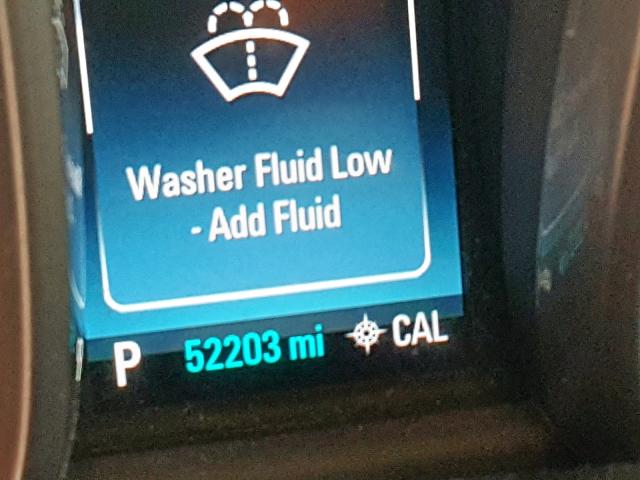 Washer Fluid Low
- Add Fluid
P 52203 mi CAL